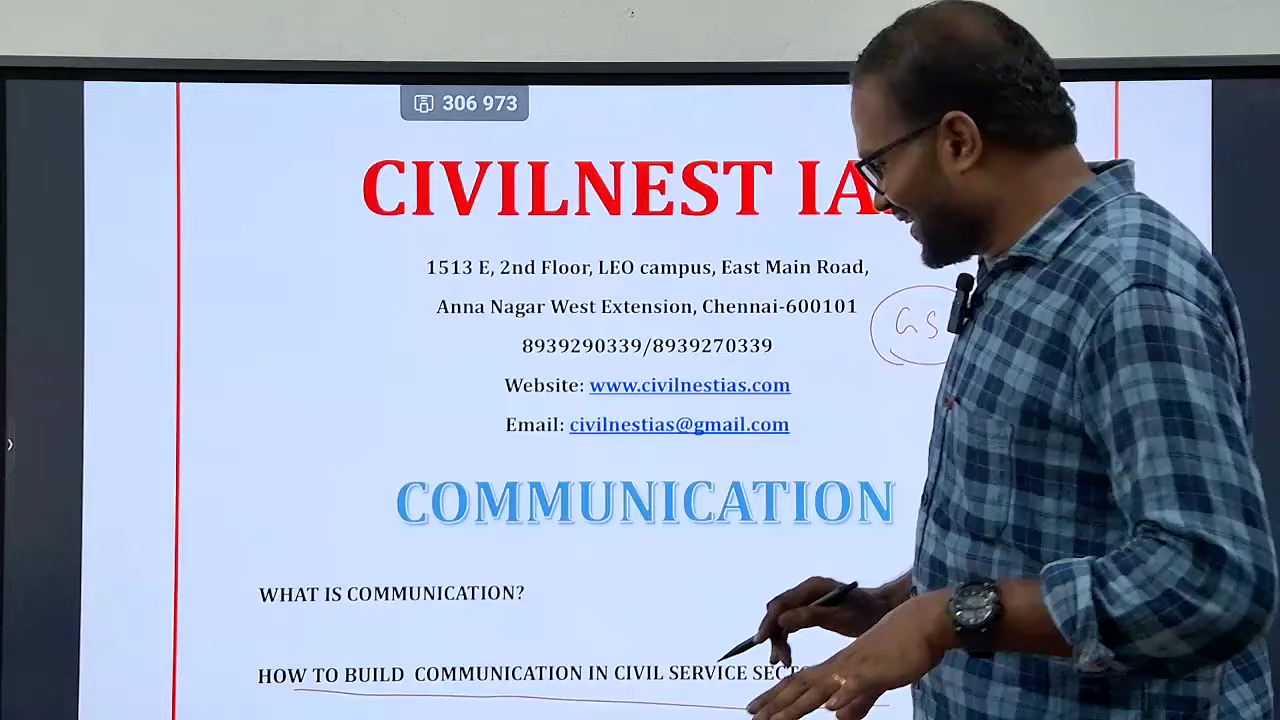 306 973
CIVILNEST IA
1513 E, 2nd Floor, LEO campus, East Main Road,
Anna Nagar West Extension, Chennai-600101
GS
8939290339/8939270339
Website: www.civilnestias.com
Email: civilnestias@gmail.com
COMMUNICATION
WHAT IS COMMUNICATION?
HOW TO BUILD COMMUNICATION IN CIVIL SERVICE